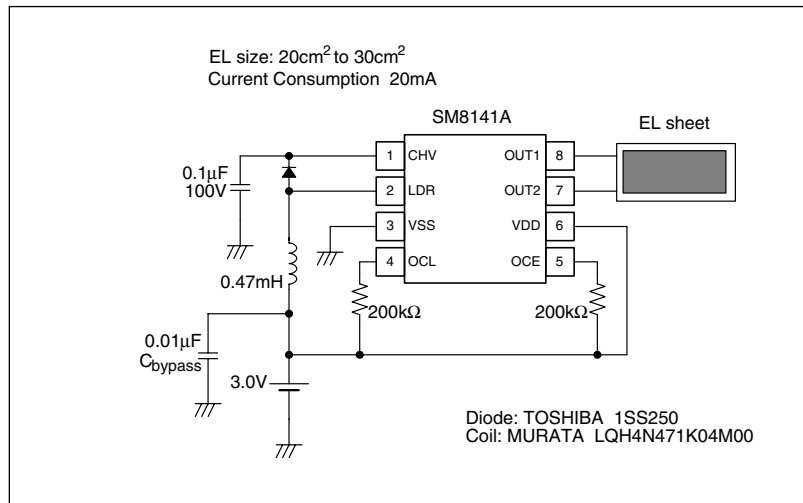 EL size: 20cm² to 30cm²
Current Consumption 20mA
SM8141A
EL sheet
1 CHV OUT1 8
0.1µF
100V
2 LDR OUT2 7
3 VSS VDD 6
4 OCL OCE 5
0.47mH
200kΩ 200kΩ
0.01µF
Cbypass
3.0V
Diode: TOSHIBA 1SS250
Coil: MURATA LQH4N471K04M00